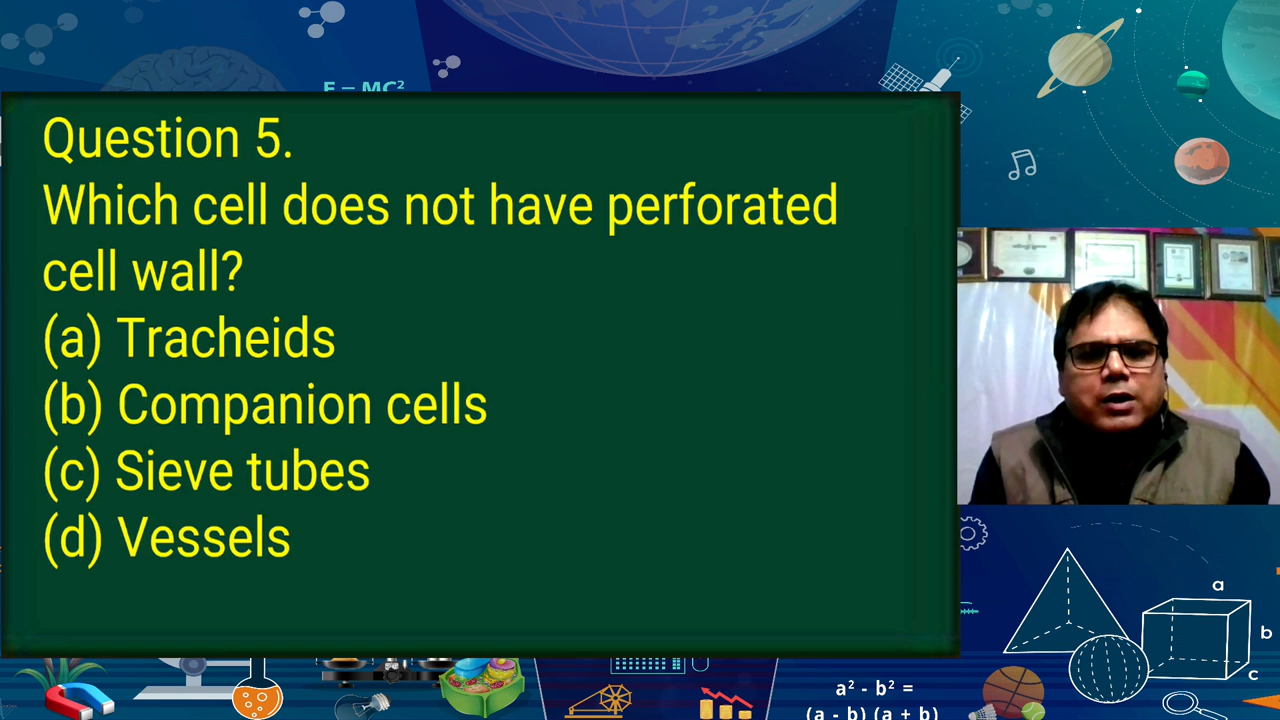 E = MC²
Question 5.
Which cell does not have perforated
cell wall?
(a) Tracheids
(b) Companion cells
(c) Sieve tubes
(d) Vessels
a
b
c
a² - b² =
(a - b) (a + b)